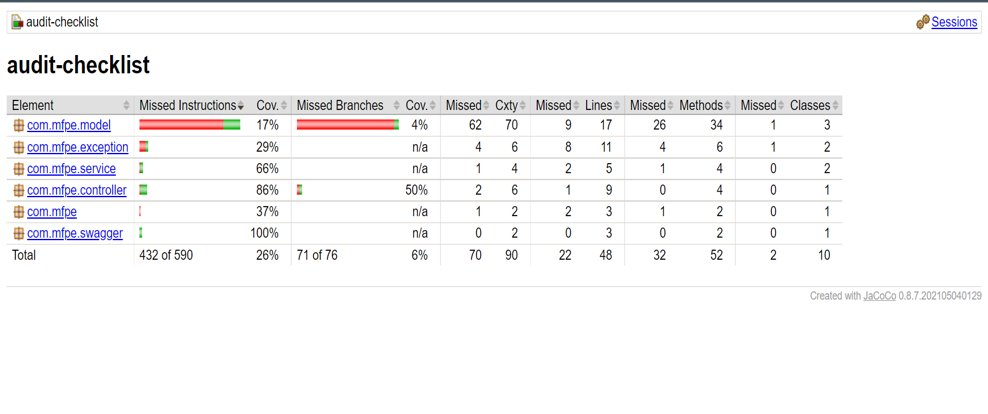 audit-checklist Sessions
audit-checklist
Element Missed Instructions Cov. Missed Branches Cov. Missed Cxty Missed Lines Missed Methods Missed Classes
com.mfpe.model 17% 4% 62 70 9 17 26 34 1 3
com.mfpe.exception 29% n/a 4 6 8 11 4 6 1 2
com.mfpe.service 66% n/a 1 4 2 5 1 4 0 2
com.mfpe.controller 86% 50% 2 6 1 9 0 4 0 1
com.mfpe 37% n/a 1 2 2 3 1 2 0 1
com.mfpe.swagger 100% n/a 0 2 0 3 0 2 0 1
Total 432 of 590 26% 71 of 76 6% 70 90 22 48 32 52 2 10
Created with JaCoCo 0.8.7.202105040129